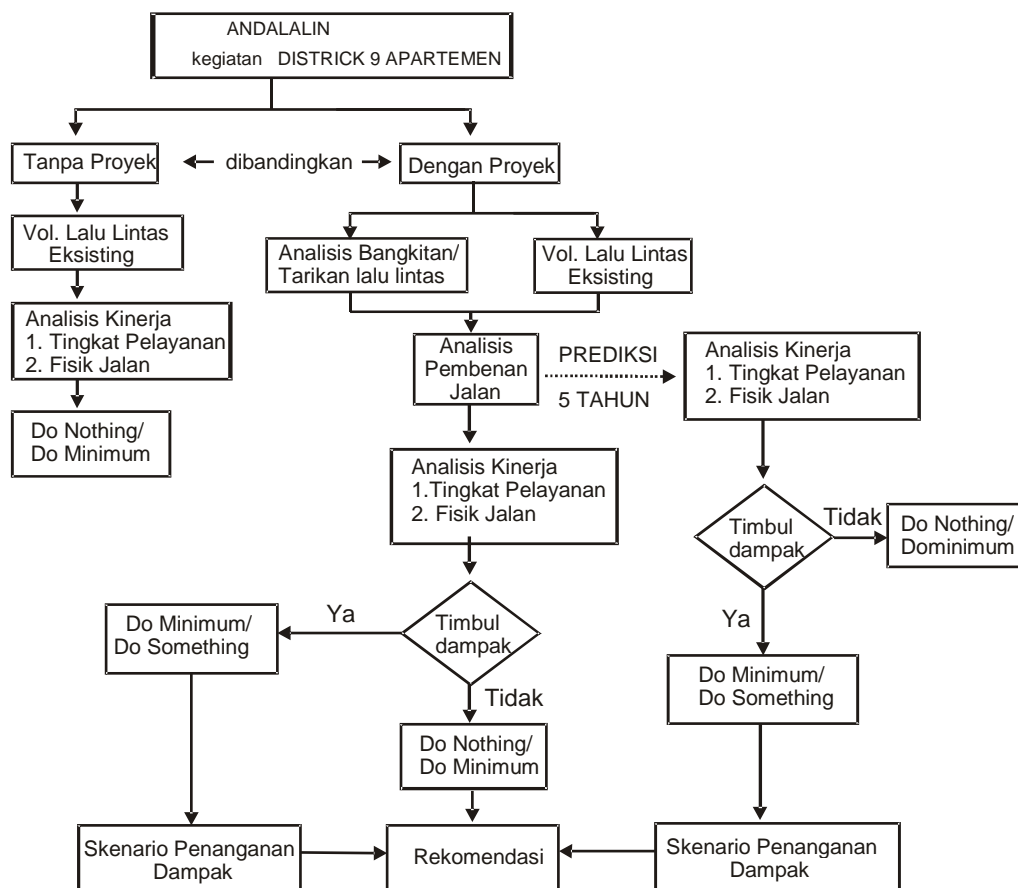 ANDALALIN
kegiatan DISTRICK 9 APARTEMEN
Tanpa Proyek
dibandingkan
Dengan Proyek
Vol. Lalu Lintas
Eksisting
Analisis Bangkitan/
Tarikan lalu lintas
Vol. Lalu Lintas
Eksisting
Analisis Kinerja
1. Tingkat Pelayanan
2. Fisik Jalan
Analisis
Pembenan
Jalan
PREDIKSI
5 TAHUN
Analisis Kinerja
1. Tingkat Pelayanan
2. Fisik Jalan
Do Nothing/
Do Minimum
Analisis Kinerja
1.Tingkat Pelayanan
2. Fisik Jalan
Timbul
dampak
Tidak
Do Nothing/
Dominimum
Ya
Do Minimum/
Do Something
Ya
Timbul
dampak
Tidak
Do Minimum/
Do Something
Do Nothing/
Do Minimum
Skenario Penanganan
Dampak
Rekomendasi
Skenario Penanganan
Dampak